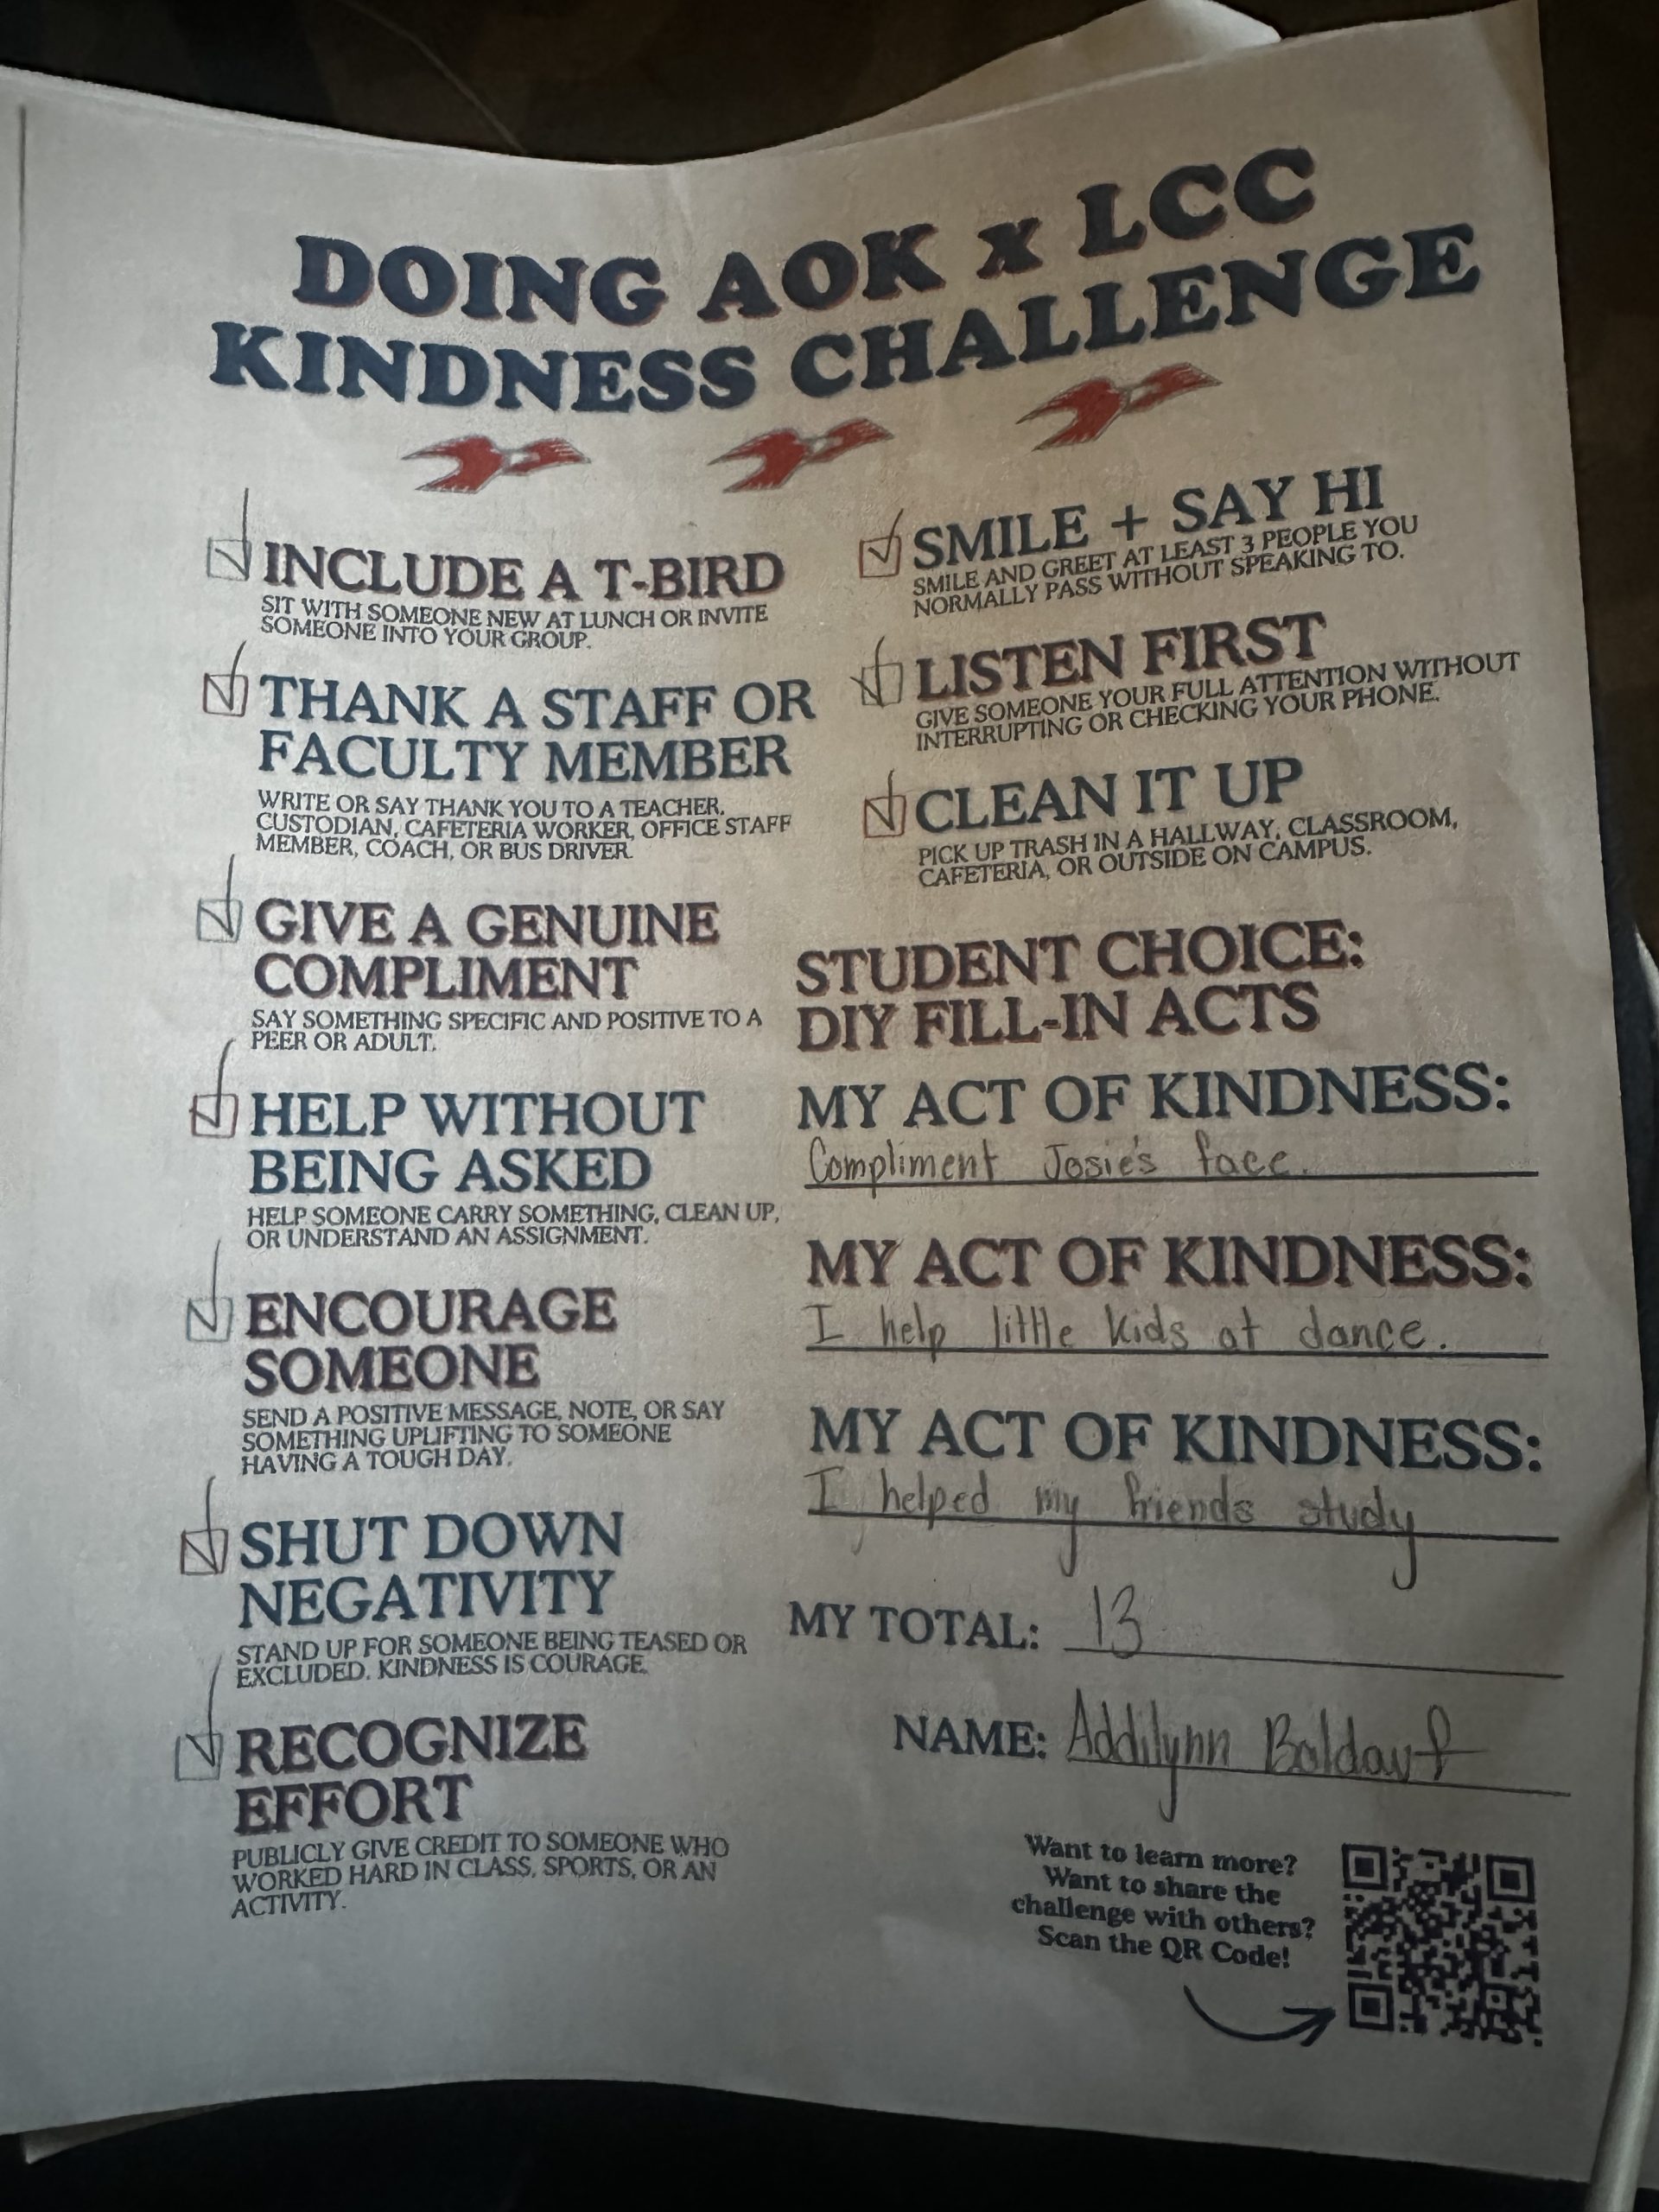 DOING AOK x LCC
KINDNESS CHALLENGE
INCLUDE A T-BIRD
SIT WITH SOMEONE NEW AT LUNCH OR INVITE
SOMEONE INTO YOUR GROUP.
THANK A STAFF OR
FACULTY MEMBER
WRITE OR SAY THANK YOU TO A TEACHER,
CUSTODIAN, CAFETERIA WORKER, OFFICE STAFF
MEMBER, COACH, OR BUS DRIVER.
GIVE A GENUINE
COMPLIMENT
SAY SOMETHING SPECIFIC AND POSITIVE TO A
PEER OR ADULT.
HELP WITHOUT
BEING ASKED
HELP SOMEONE CARRY SOMETHING, CLEAN UP,
OR UNDERSTAND AN ASSIGNMENT.
ENCOURAGE
SOMEONE
SEND A POSITIVE MESSAGE, NOTE, OR SAY
SOMETHING UPLIFTING TO SOMEONE
HAVING A TOUGH DAY.
SHUT DOWN
NEGATIVITY
STAND UP FOR SOMEONE BEING TEASED OR
EXCLUDED. KINDNESS IS COURAGE.
RECOGNIZE
EFFORT
PUBLICLY GIVE CREDIT TO SOMEONE WHO
WORKED HARD IN CLASS, SPORTS, OR AN
ACTIVITY.
SMILE + SAY HI
SMILE AND GREET AT LEAST 3 PEOPLE YOU
NORMALLY PASS WITHOUT SPEAKING TO.
LISTEN FIRST
GIVE SOMEONE YOUR FULL ATTENTION WITHOUT
INTERRUPTING OR CHECKING YOUR PHONE.
CLEAN IT UP
PICK UP TRASH IN A HALLWAY, CLASSROOM,
CAFETERIA, OR OUTSIDE ON CAMPUS.
STUDENT CHOICE:
DIY FILL-IN ACTS
MY ACT OF KINDNESS:
Compliment Josie's face.
MY ACT OF KINDNESS:
I help little kids at dance.
MY ACT OF KINDNESS:
I helped my friends study
MY TOTAL: 13
NAME: Addilynn Baldauf
Want to learn more?
Want to share the
challenge with others?
Scan the QR Code!